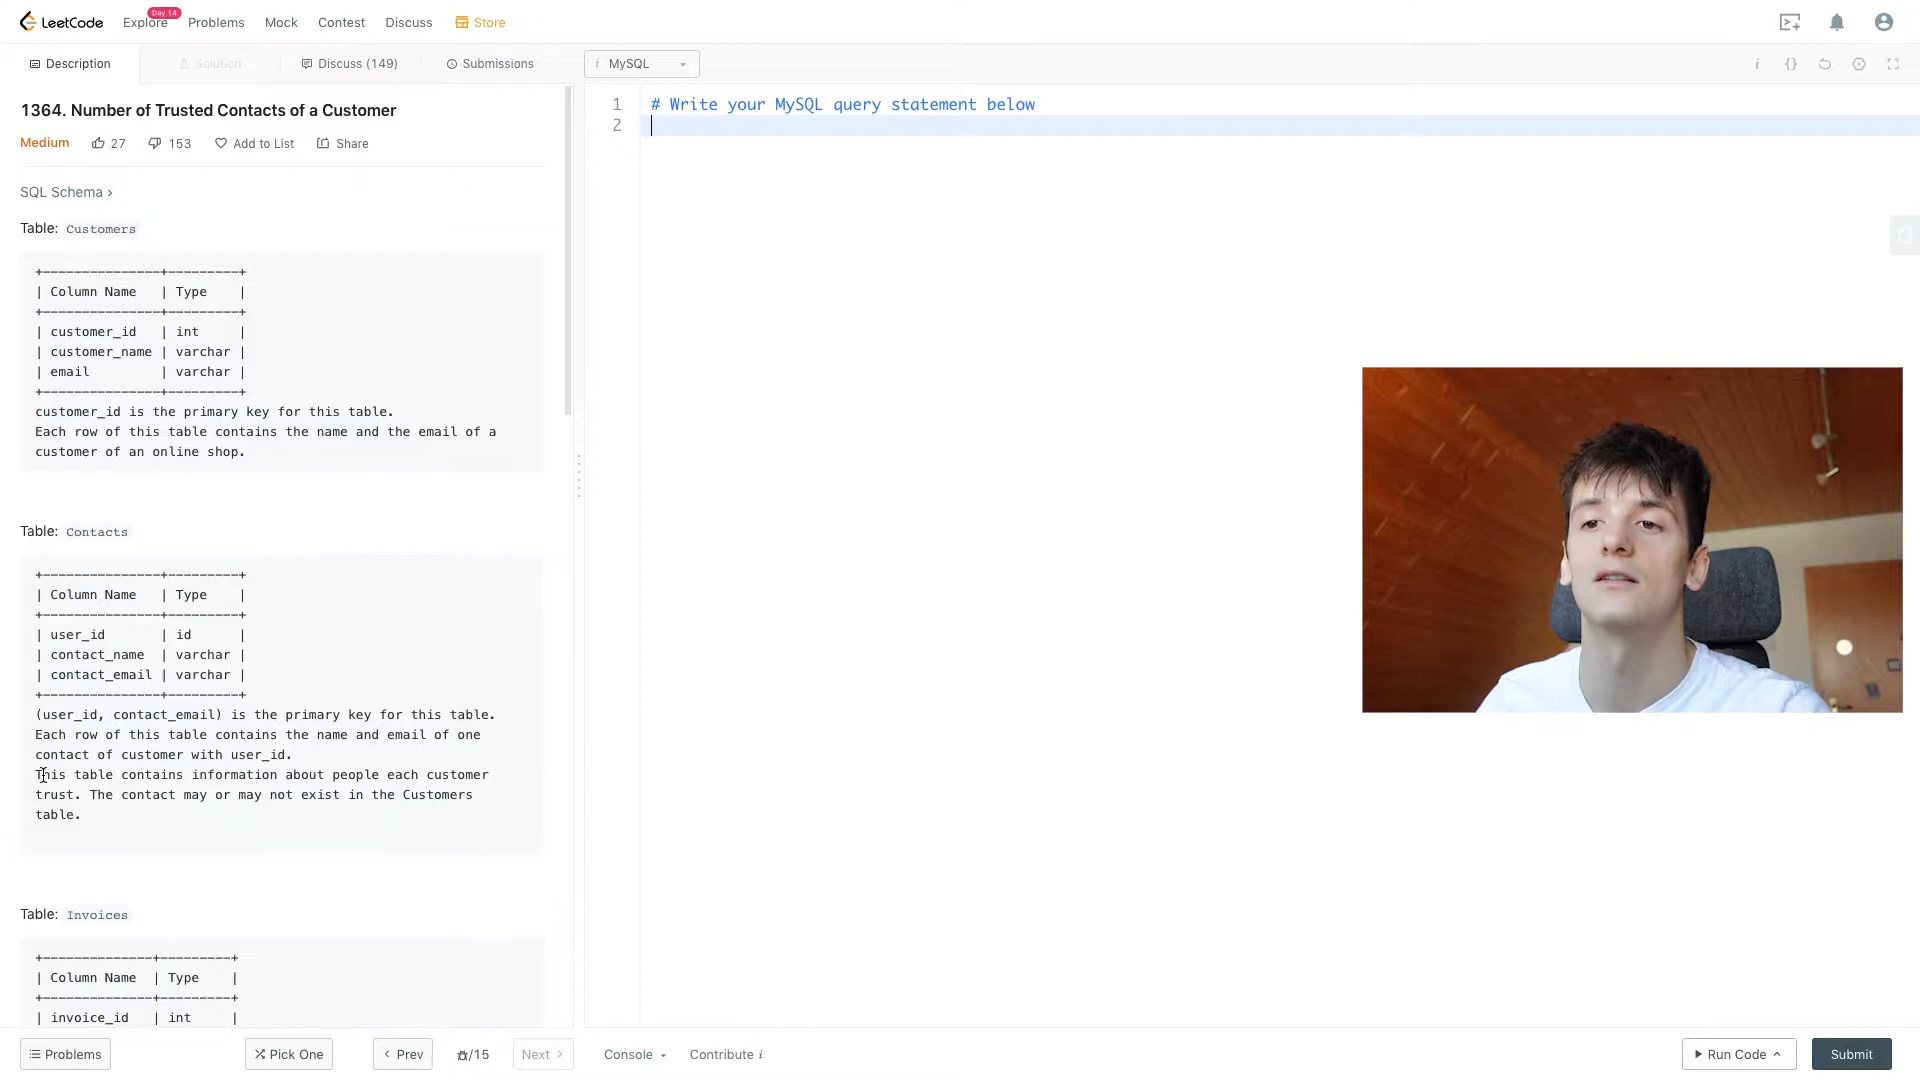 LeetCode
Explore
Day 14
Problems
Mock
Contest
Discuss
Store
Description
Solution
Discuss (149)
Submissions
i MySQL
i {}
1364. Number of Trusted Contacts of a Customer
Medium
27
153
Add to List
Share
SQL Schema ›
Table: Customers
+---------------+---------+
| Column Name   | Type    |
+---------------+---------+
| customer_id   | int     |
| customer_name | varchar |
| email         | varchar |
+---------------+---------+
customer_id is the primary key for this table.
Each row of this table contains the name and the email of a
customer of an online shop.
Table: Contacts
+---------------+---------+
| Column Name   | Type    |
+---------------+---------+
| user_id       | id      |
| contact_name  | varchar |
| contact_email | varchar |
+---------------+---------+
(user_id, contact_email) is the primary key for this table.
Each row of this table contains the name and email of one
contact of customer with user_id.
This table contains information about people each customer
trust. The contact may or may not exist in the Customers
table.
Table: Invoices
+--------------+---------+
| Column Name  | Type    |
+--------------+---------+
| invoice_id   | int     |
1 # Write your MySQL query statement below
2
Problems
Pick One
‹ Prev
/15
Next ›
Console
Contribute i
Run Code
Submit